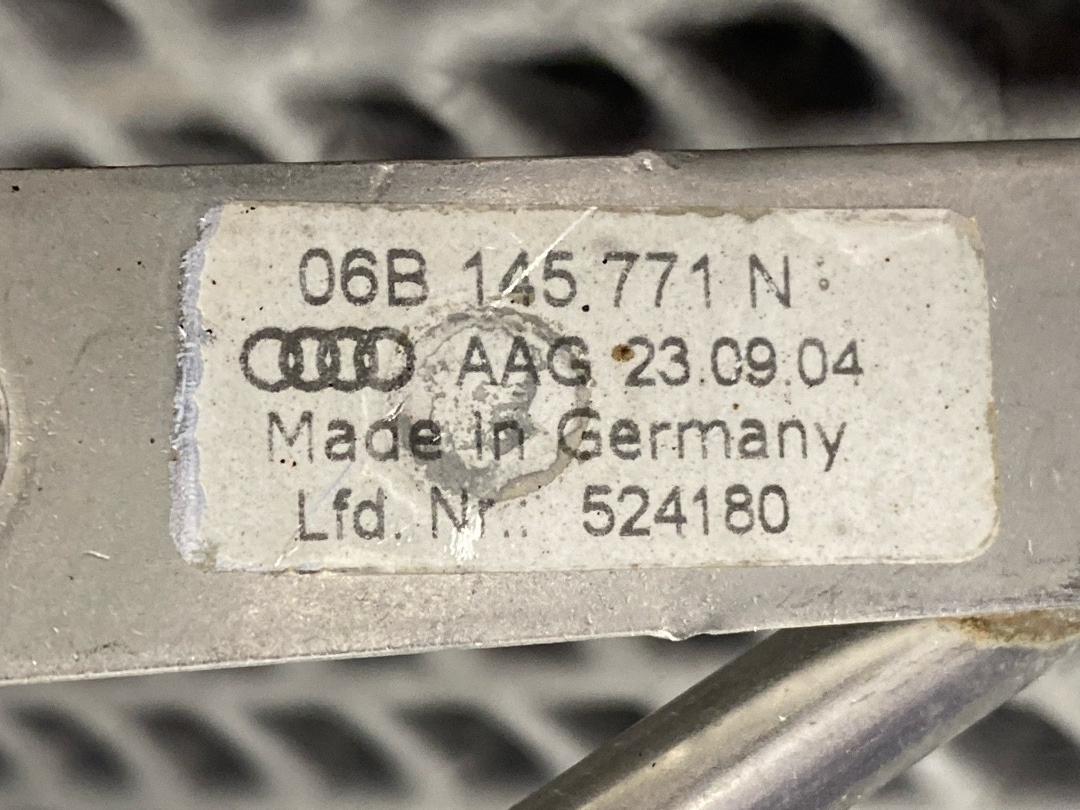 06B 145 771 N
AAG 23.09.04
Made in Germany
Lfd. Nr.: 524180